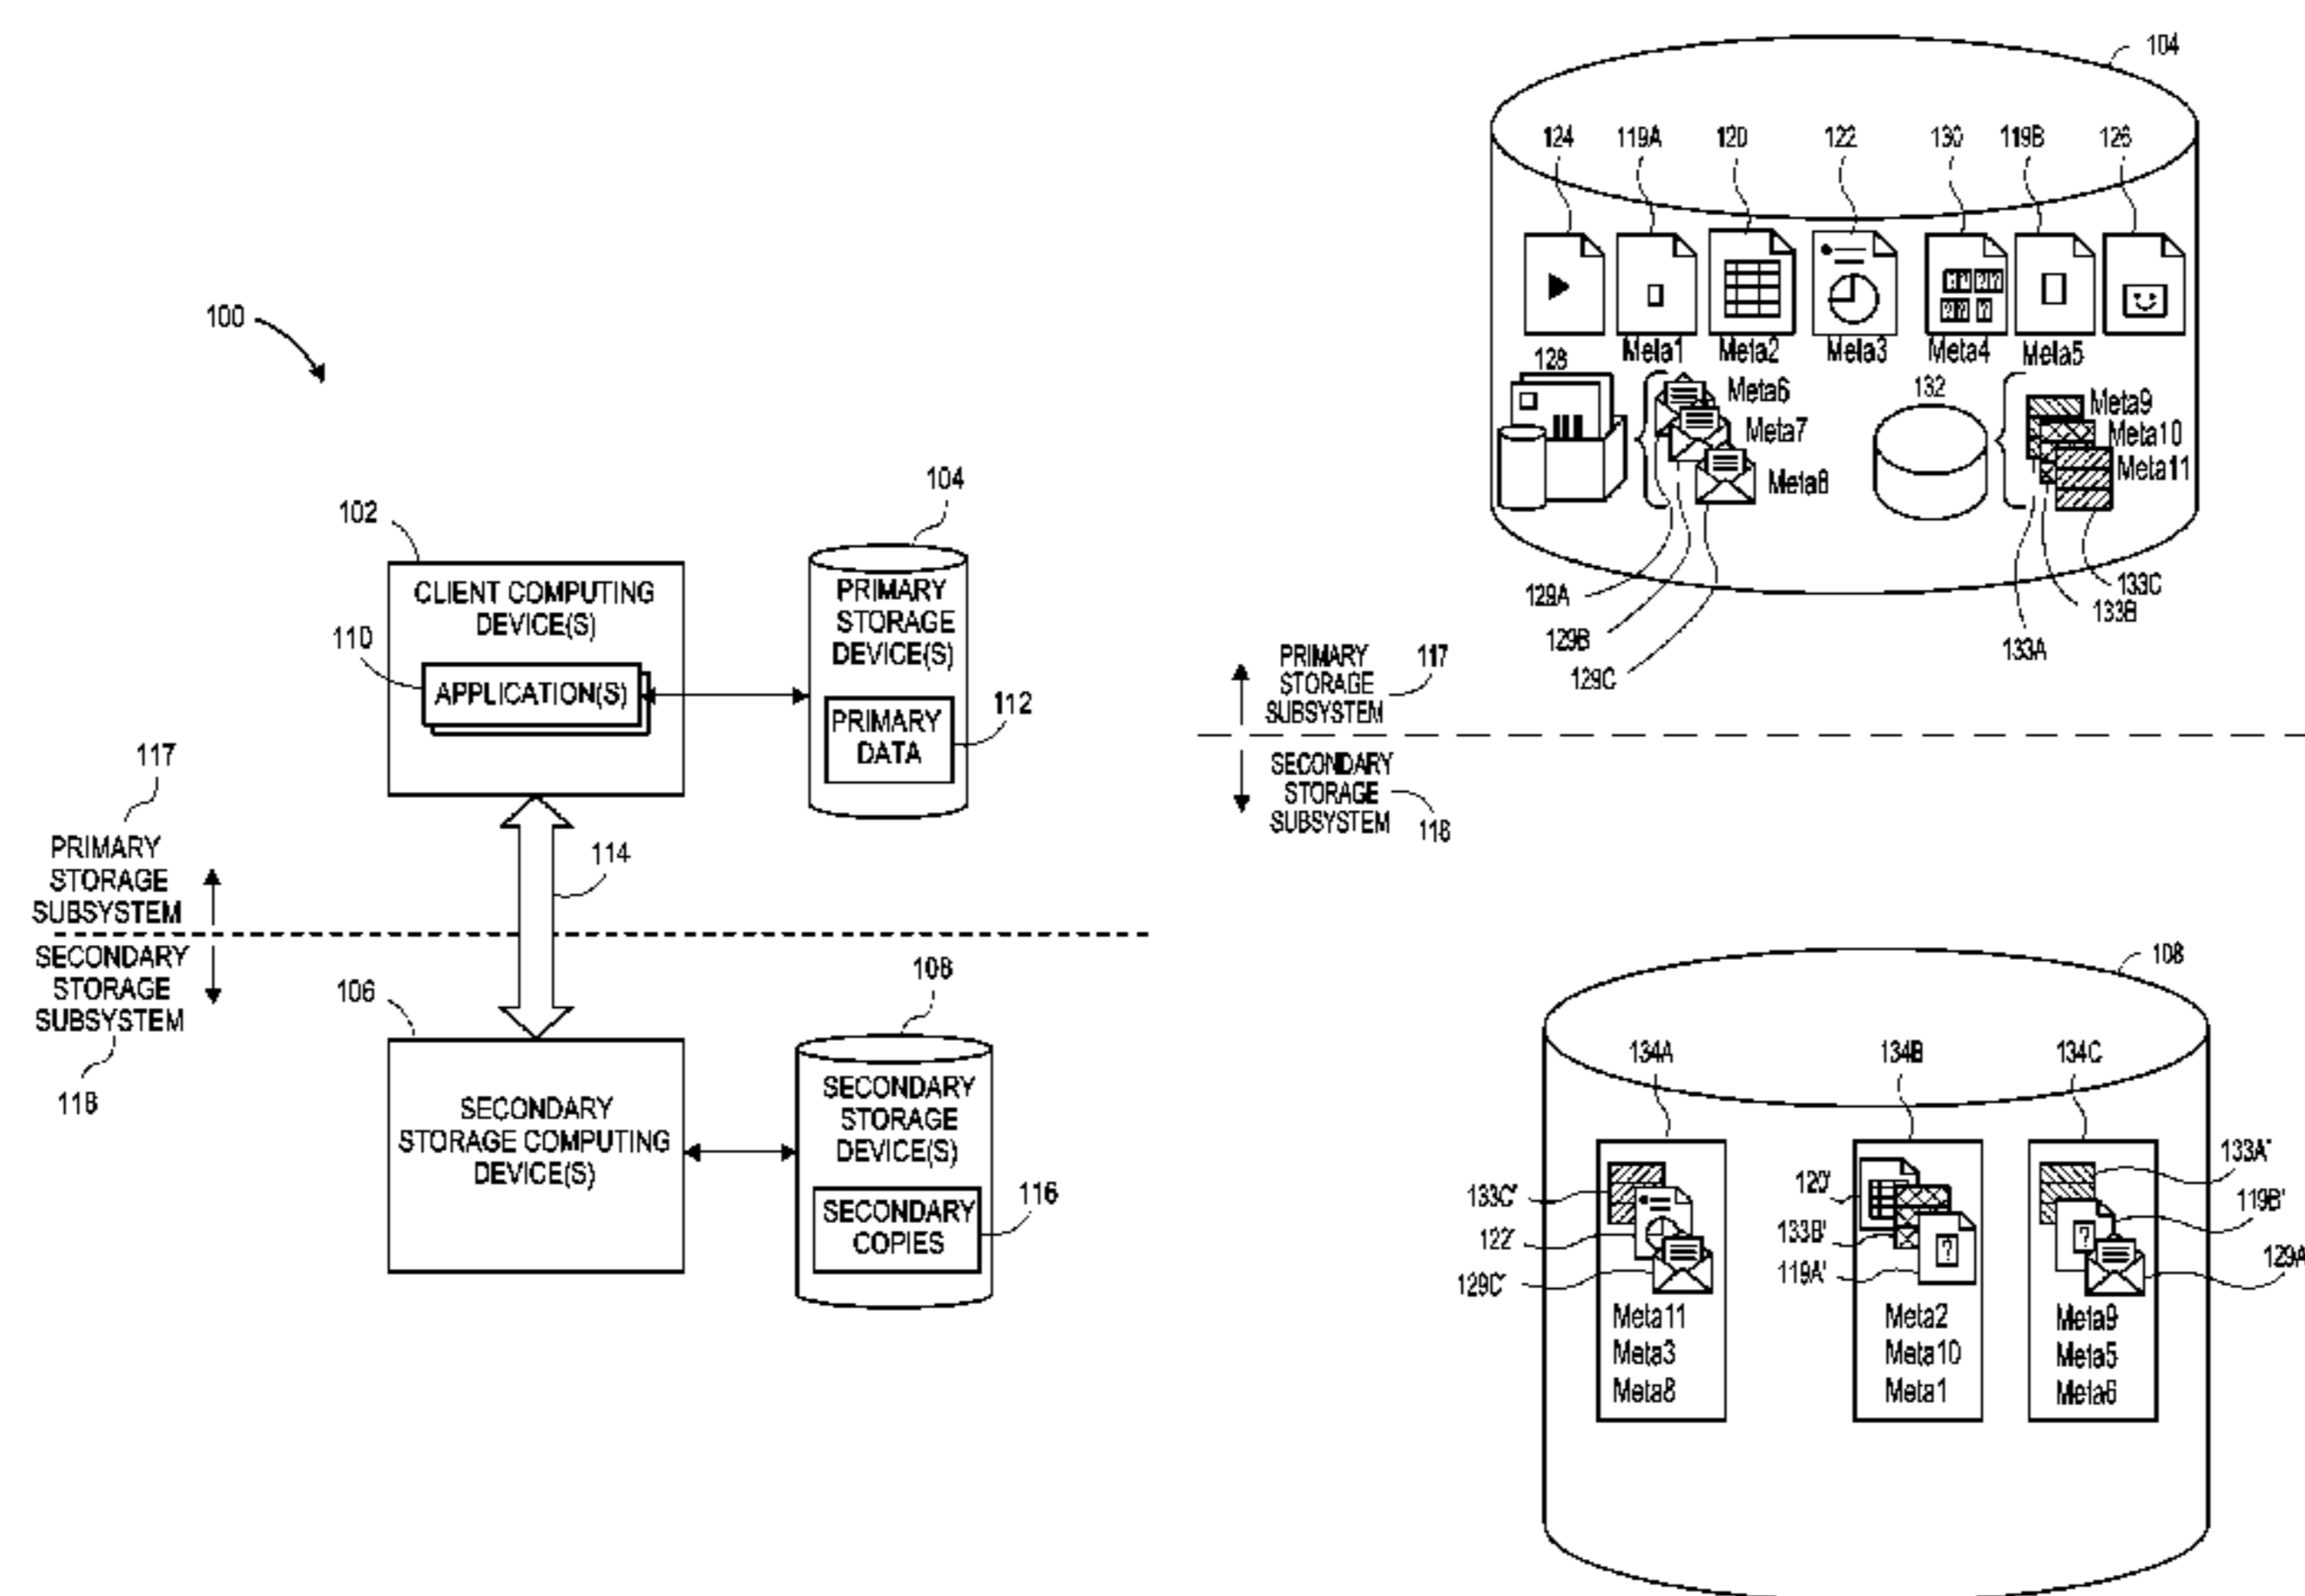 100
102
CLIENT COMPUTING
DEVICE(S)
110
APPLICATION(S)
104
PRIMARY
STORAGE
DEVICE(S)
PRIMARY
DATA
112
117
PRIMARY
STORAGE
SUBSYSTEM
114
SECONDARY
STORAGE
SUBSYSTEM
118
106
SECONDARY
STORAGE COMPUTING
DEVICE(S)
108
SECONDARY
STORAGE
DEVICE(S)
SECONDARY
COPIES
116
104
124 119A 120 122 130 119B 126
Meta1 Meta2 Meta3 Meta4 Meta5
128
Meta6
Meta7
Meta8
132
Meta9
Meta10
Meta11
129A
129B
129C
133C
133B
133A
PRIMARY
STORAGE
SUBSYSTEM
117
SECONDARY
STORAGE
SUBSYSTEM
118
108
134A 134B 134C
133C'
122'
129C'
Meta11
Meta3
Meta8
120'
133B'
119A'
?
Meta2
Meta10
Meta1
133A'
119B'
?
129A
Meta9
Meta5
Meta6